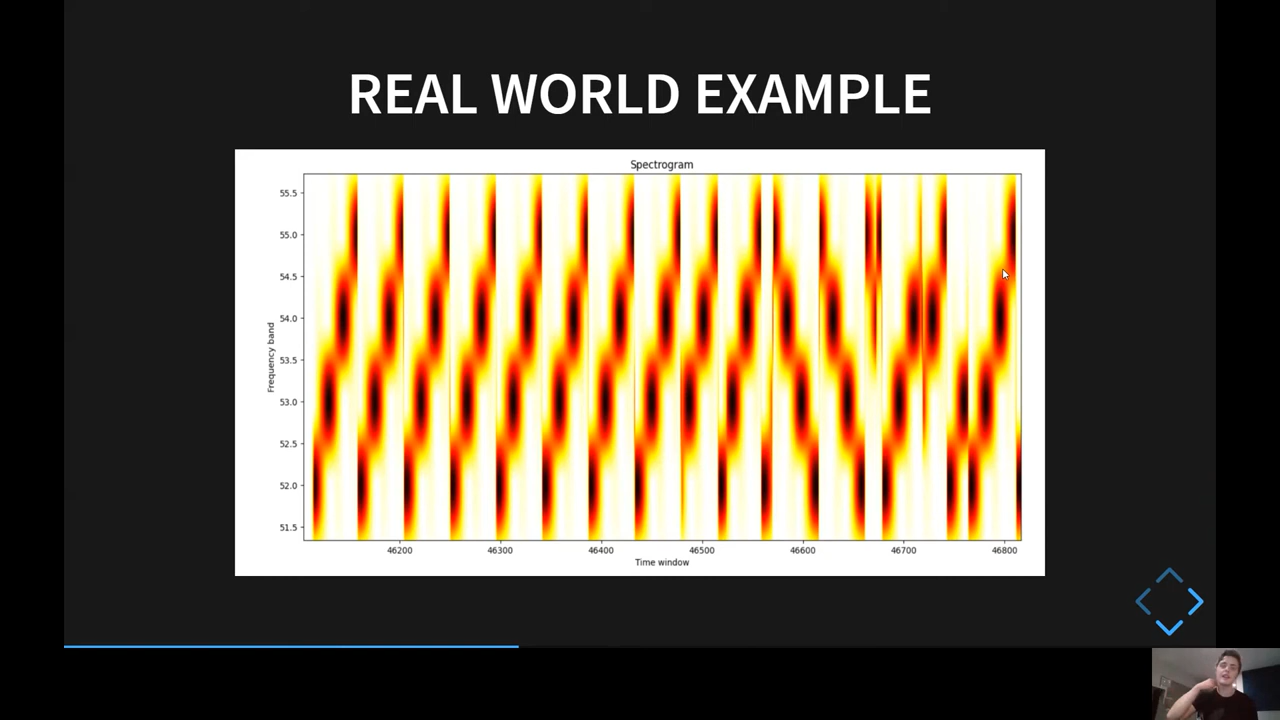 REAL WORLD EXAMPLE
Spectrogram
55.5
55.0
54.5
54.0
53.5
53.0
52.5
52.0
51.5
Frequency band
46200 46300 46400 46500 46600 46700 46800
Time window